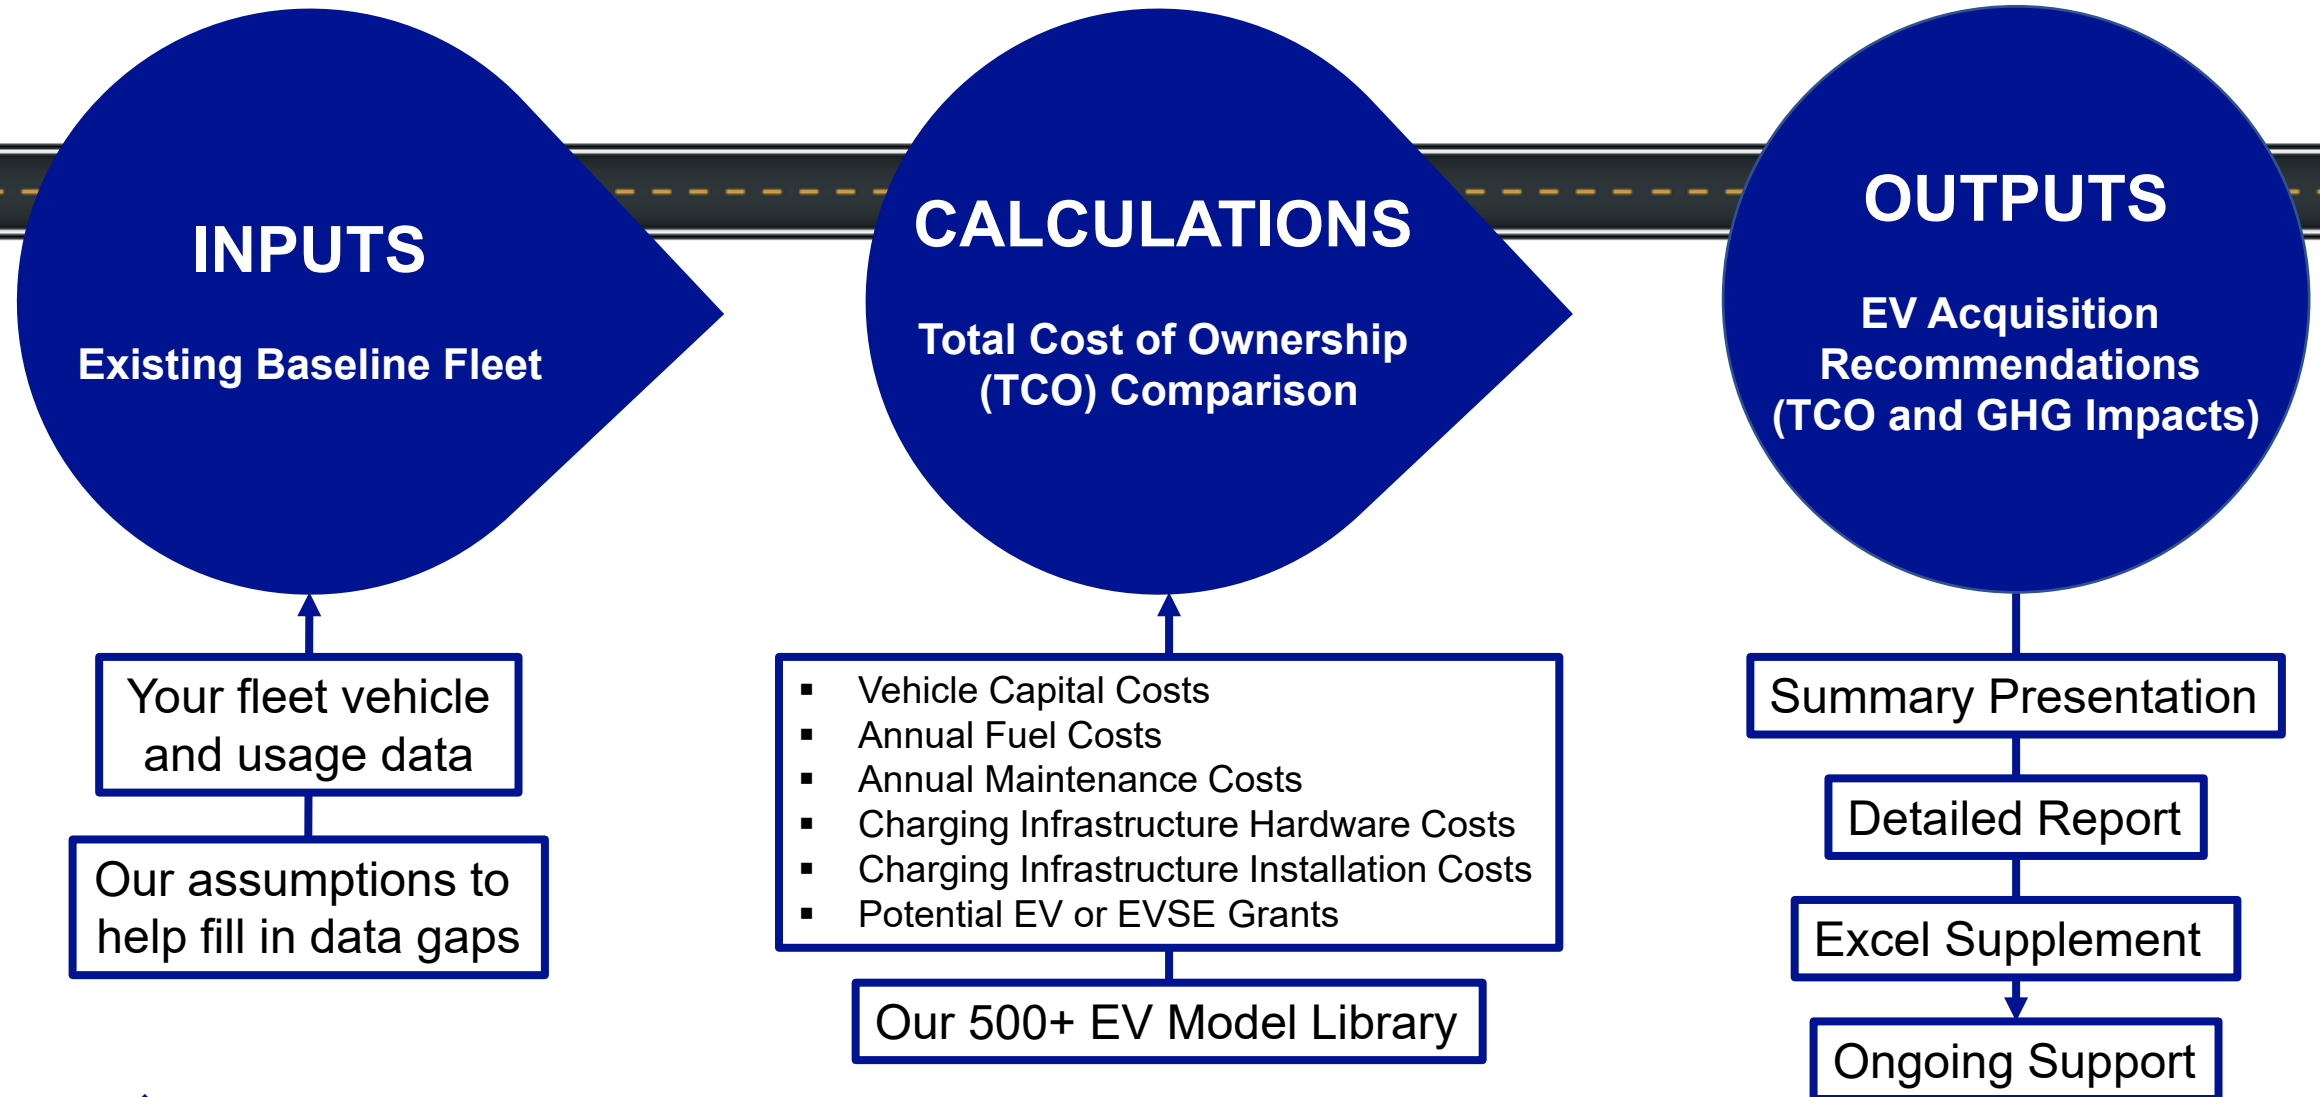 INPUTS
Existing Baseline Fleet
Your fleet vehicle
and usage data
Our assumptions to
help fill in data gaps
CALCULATIONS
Total Cost of Ownership
(TCO) Comparison
▪ Vehicle Capital Costs
▪ Annual Fuel Costs
▪ Annual Maintenance Costs
▪ Charging Infrastructure Hardware Costs
▪ Charging Infrastructure Installation Costs
▪ Potential EV or EVSE Grants
Our 500+ EV Model Library
OUTPUTS
EV Acquisition
Recommendations
(TCO and GHG Impacts)
Summary Presentation
Detailed Report
Excel Supplement
Ongoing Support